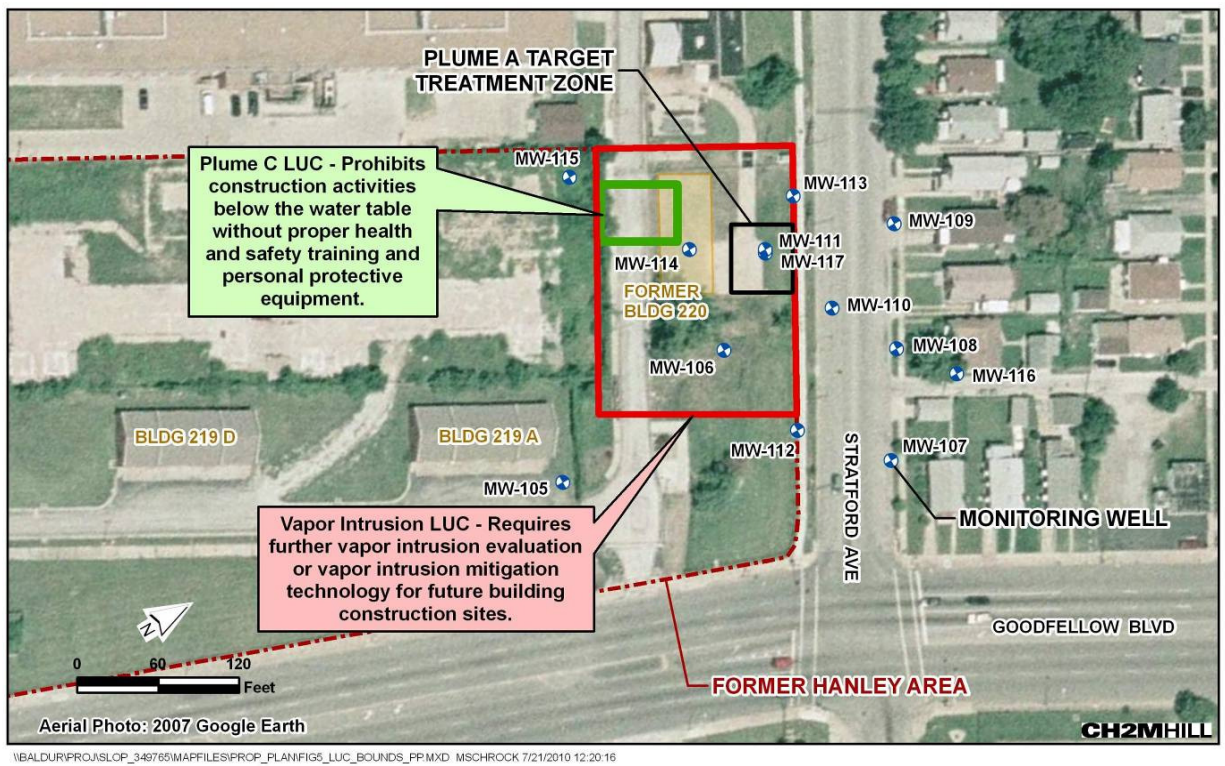 PLUME A TARGET
TREATMENT ZONE
Plume C LUC - Prohibits
construction activities
below the water table
without proper health
and safety training and
personal protective
equipment.
MW-115
MW-113
MW-109
MW-111
MW-117
MW-114
FORMER
BLDG 220
MW-110
MW-108
MW-106
MW-116
BLDG 219 D
BLDG 219 A
MW-112
MW-107
MW-105
STRATFORD AVE
MONITORING WELL
Vapor Intrusion LUC - Requires
further vapor intrusion evaluation
or vapor intrusion mitigation
technology for future building
construction sites.
GOODFELLOW BLVD
N
0 60 120
Feet
FORMER HANLEY AREA
Aerial Photo: 2007 Google Earth
CH2MHILL
\\BALDUR\PROJ\SLOP_349765\MAPFILES\PROP_PLAN\FIG5_LUC_BOUNDS_PP.MXD MSCHROCK 7/21/2010 12:20:16